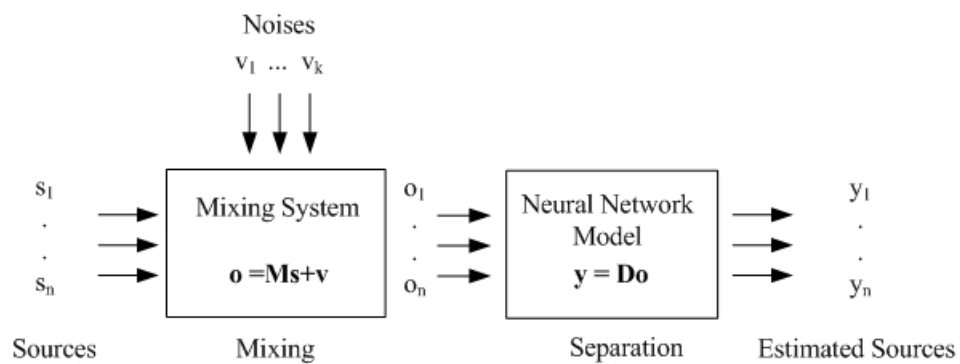 Noises
v1 ... vk
s1
.
.
sn
Mixing System
o =Ms+v
o1
.
.
on
Neural Network
Model
y = Do
y1
.
.
yn
Sources
Mixing
Separation
Estimated Sources